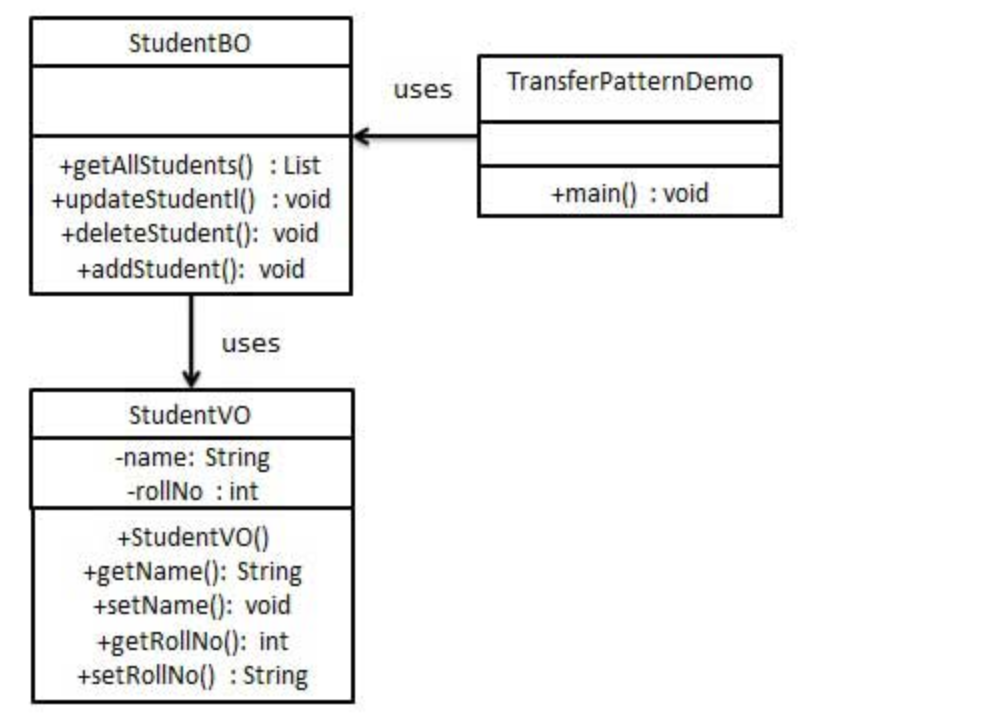 StudentBO
+getAllStudents() : List
+updateStudentl() : void
+deleteStudent(): void
+addStudent(): void
uses
TransferPatternDemo
+main() : void
uses
StudentVO
-name: String
-rollNo : int
+StudentVO()
+getName(): String
+setName(): void
+getRollNo(): int
+setRollNo() : String